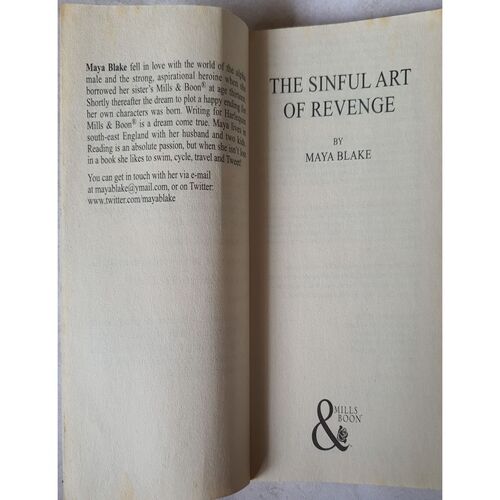 Maya Blake fell in love with the world of the alpha
male and the strong, aspirational heroine when she
borrowed her sister's Mills & Boon® at age thirteen.
Shortly thereafter the dream to plot a happy ending for
her own characters was born. Writing for Harlequin
Mills & Boon® is a dream come true. Maya lives in
south-east England with her husband and two kids.
Reading is an absolute passion, but when she isn't lost
in a book she likes to swim, cycle, travel and Tweet!
You can get in touch with her via e-mail
at mayablake@ymail.com, or on Twitter:
www.twitter.com/mayablake
THE SINFUL ART
OF REVENGE
BY
MAYA BLAKE
& MILLS
BOON®